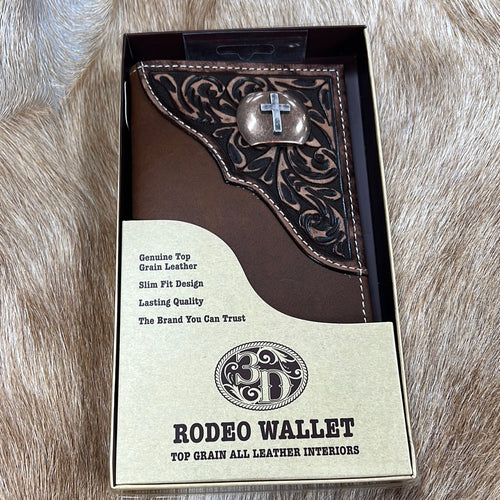 Genuine Top
Grain Leather
Slim Fit Design
Lasting Quality
The Brand You Can Trust
3D
RODEO WALLET
TOP GRAIN ALL LEATHER INTERIORS